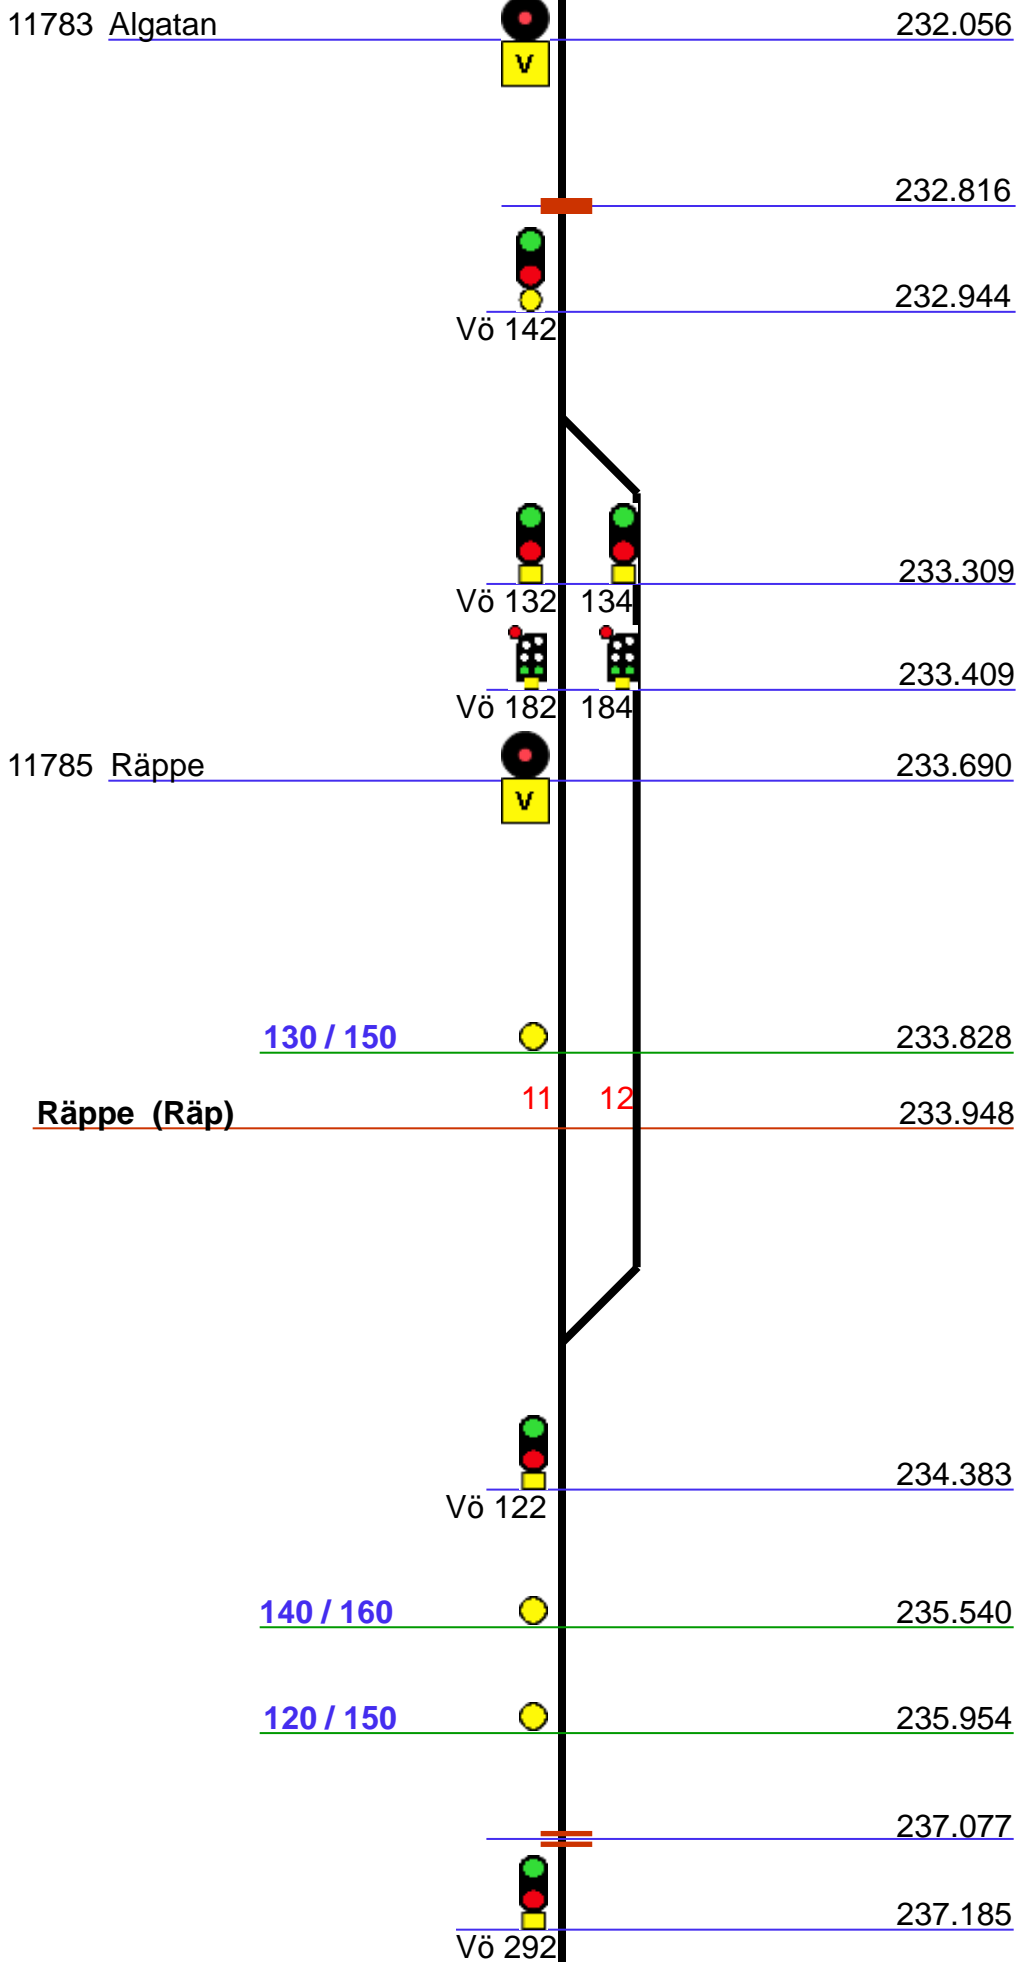 11783 Algatan 232.056
V
232.816
232.944
Vö 142
233.309
Vö 132 134
233.409
Vö 182 184
11785 Räppe 233.690
V
130 / 150 233.828
11 12
Räppe (Räp) 233.948
234.383
Vö 122
140 / 160 235.540
120 / 150 235.954
237.077
237.185
Vö 292